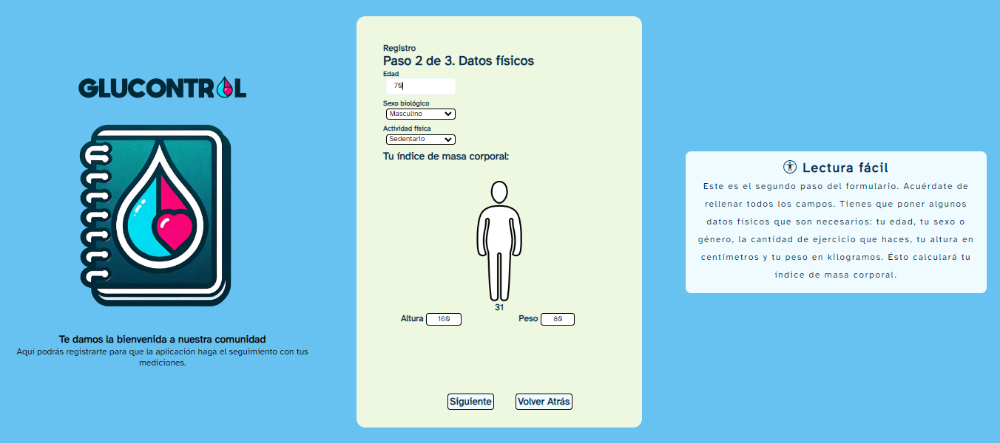 GLUCONTROL
Te damos la bienvenida a nuestra comunidad
Aquí podrás registrarte para que la aplicación haga el seguimiento con tus
mediciones.
Registro
Paso 2 de 3. Datos físicos
Edad
70
Sexo biológico
Masculino
Actividad física
Sedentario
Tu índice de masa corporal:
31
Altura 160 Peso 80
Siguiente Volver Atrás
Lectura fácil
Este es el segundo paso del formulario. Acuérdate de
rellenar todos los campos. Tienes que poner algunos
datos físicos que son necesarios: tu edad, tu sexo o
género, la cantidad de ejercicio que haces, tu altura en
centímetros y tu peso en kilogramos. Ésto calculará tu
índice de masa corporal.